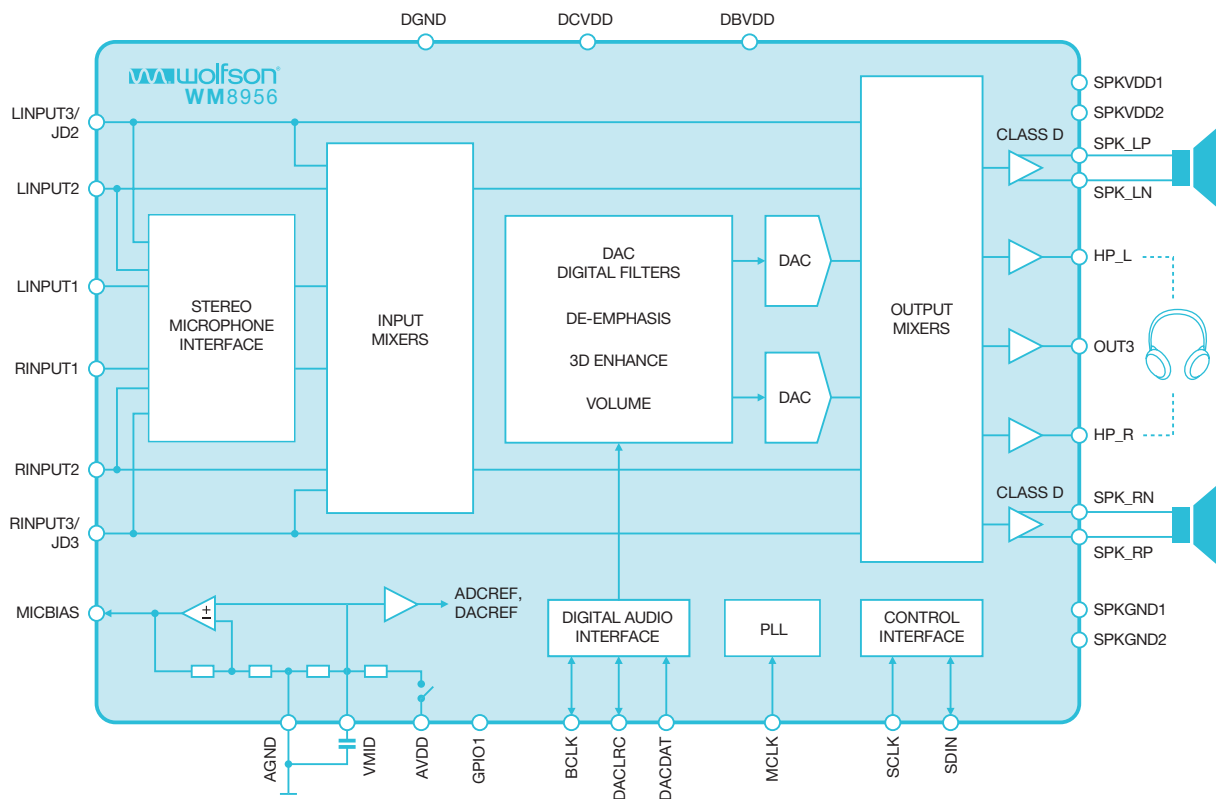 DGND
DCVDD
DBVDD
wolfson®
WM8956
LINPUT3/
JD2
LINPUT2
LINPUT1
RINPUT1
RINPUT2
RINPUT3/
JD3
MICBIAS
STEREO
MICROPHONE
INTERFACE
INPUT
MIXERS
DAC
DIGITAL FILTERS
DE-EMPHASIS
3D ENHANCE
VOLUME
DAC
DAC
OUTPUT
MIXERS
CLASS D
CLASS D
SPKVDD1
SPKVDD2
SPK_LP
SPK_LN
HP_L
OUT3
HP_R
SPK_RN
SPK_RP
SPKGND1
SPKGND2
+
−
ADCREF,
DACREF
DIGITAL AUDIO
INTERFACE
PLL
CONTROL
INTERFACE
AGND
VMID
AVDD
GPIO1
BCLK
DACLRC
DACDAT
MCLK
SCLK
SDIN